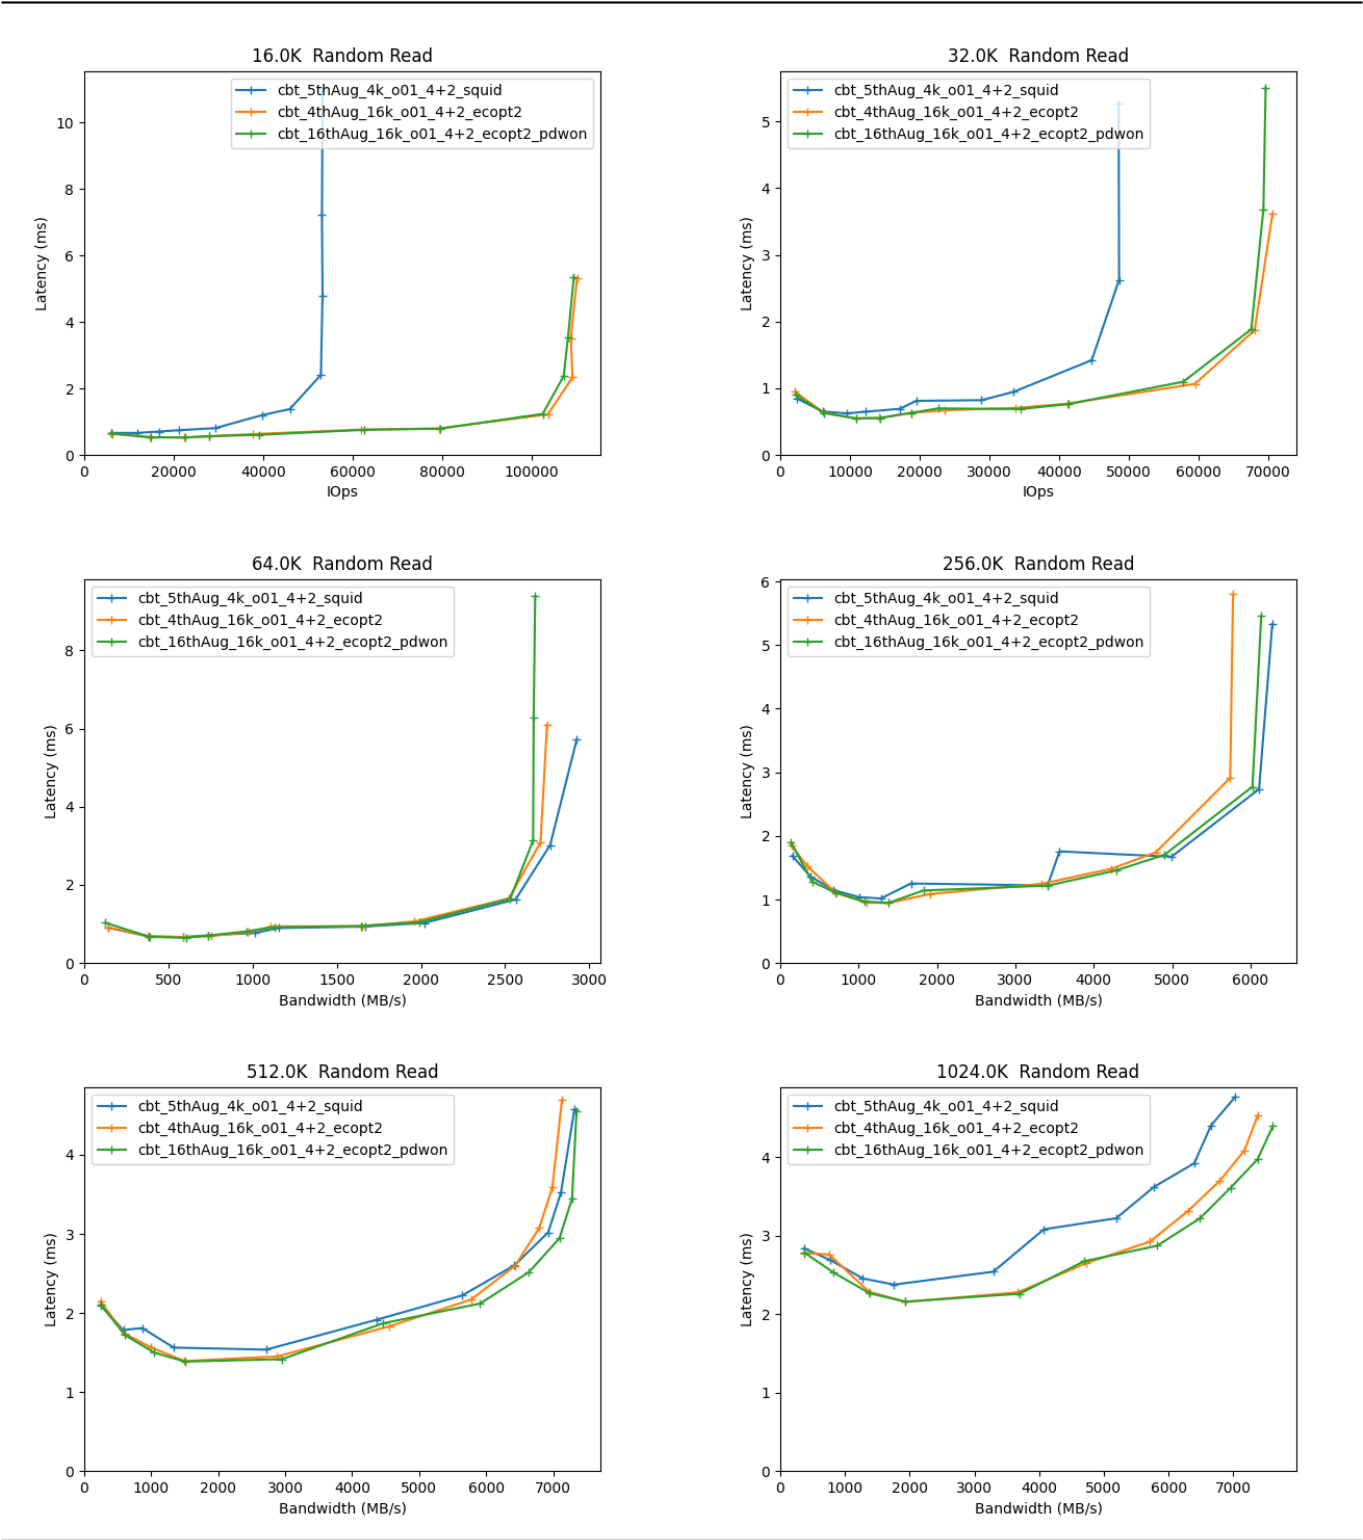 16.0K  Random Read
cbt_5thAug_4k_o01_4+2_squid
cbt_4thAug_16k_o01_4+2_ecopt2
cbt_16thAug_16k_o01_4+2_ecopt2_pdwon
10
8
6
4
2
0
Latency (ms)
0 20000 40000 60000 80000 100000
IOps
32.0K  Random Read
cbt_5thAug_4k_o01_4+2_squid
cbt_4thAug_16k_o01_4+2_ecopt2
cbt_16thAug_16k_o01_4+2_ecopt2_pdwon
5
4
3
2
1
0
Latency (ms)
0 10000 20000 30000 40000 50000 60000 70000
IOps
64.0K  Random Read
cbt_5thAug_4k_o01_4+2_squid
cbt_4thAug_16k_o01_4+2_ecopt2
cbt_16thAug_16k_o01_4+2_ecopt2_pdwon
8
6
4
2
0
Latency (ms)
0 500 1000 1500 2000 2500 3000
Bandwidth (MB/s)
256.0K  Random Read
cbt_5thAug_4k_o01_4+2_squid
cbt_4thAug_16k_o01_4+2_ecopt2
cbt_16thAug_16k_o01_4+2_ecopt2_pdwon
6
5
4
3
2
1
0
Latency (ms)
0 1000 2000 3000 4000 5000 6000
Bandwidth (MB/s)
512.0K  Random Read
cbt_5thAug_4k_o01_4+2_squid
cbt_4thAug_16k_o01_4+2_ecopt2
cbt_16thAug_16k_o01_4+2_ecopt2_pdwon
4
3
2
1
0
Latency (ms)
0 1000 2000 3000 4000 5000 6000 7000
Bandwidth (MB/s)
1024.0K  Random Read
cbt_5thAug_4k_o01_4+2_squid
cbt_4thAug_16k_o01_4+2_ecopt2
cbt_16thAug_16k_o01_4+2_ecopt2_pdwon
4
3
2
1
0
Latency (ms)
0 1000 2000 3000 4000 5000 6000 7000
Bandwidth (MB/s)